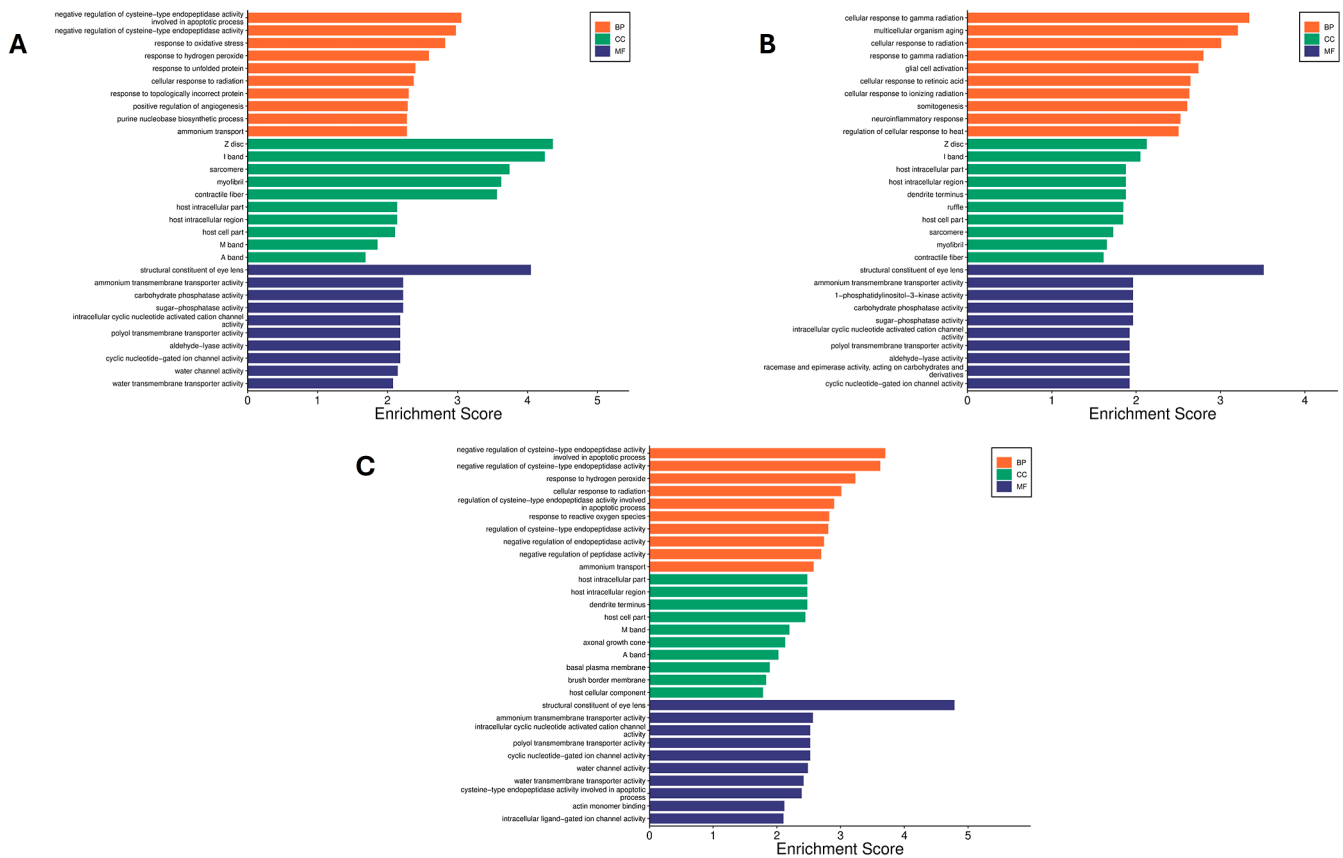 A
negative regulation of cysteine-type endopeptidase activity
involved in apoptotic process
negative regulation of cysteine-type endopeptidase activity
response to oxidative stress
response to hydrogen peroxide
response to unfolded protein
cellular response to radiation
response to topologically incorrect protein
positive regulation of angiogenesis
purine nucleobase biosynthetic process
ammonium transport
Z disc
I band
sarcomere
myofibril
contractile fiber
host intracellular part
host intracellular region
host cell part
M band
A band
structural constituent of eye lens
ammonium transmembrane transporter activity
carbohydrate phosphatase activity
sugar-phosphatase activity
intracellular cyclic nucleotide activated cation channel
activity
polyol transmembrane transporter activity
aldehyde-lyase activity
cyclic nucleotide-gated ion channel activity
water channel activity
water transmembrane transporter activity
0 1 2 3 4 5
Enrichment Score
BP
CC
MF
B
cellular response to gamma radiation
multicellular organism aging
cellular response to radiation
response to gamma radiation
glial cell activation
cellular response to retinoic acid
cellular response to ionizing radiation
somitogenesis
neuroinflammatory response
regulation of cellular response to heat
Z disc
I band
host intracellular part
host intracellular region
dendrite terminus
ruffle
host cell part
sarcomere
myofibril
contractile fiber
structural constituent of eye lens
ammonium transmembrane transporter activity
1-phosphatidylinositol-3-kinase activity
carbohydrate phosphatase activity
sugar-phosphatase activity
intracellular cyclic nucleotide activated cation channel
activity
polyol transmembrane transporter activity
aldehyde-lyase activity
racemase and epimerase activity, acting on carbohydrates and
derivatives
cyclic nucleotide-gated ion channel activity
0 1 2 3 4
Enrichment Score
BP
CC
MF
C
negative regulation of cysteine-type endopeptidase activity
involved in apoptotic process
negative regulation of cysteine-type endopeptidase activity
response to hydrogen peroxide
cellular response to radiation
regulation of cysteine-type endopeptidase activity involved
in apoptotic process
response to reactive oxygen species
regulation of cysteine-type endopeptidase activity
negative regulation of endopeptidase activity
negative regulation of peptidase activity
ammonium transport
host intracellular part
host intracellular region
dendrite terminus
host cell part
M band
axonal growth cone
A band
basal plasma membrane
brush border membrane
host cellular component
structural constituent of eye lens
ammonium transmembrane transporter activity
intracellular cyclic nucleotide activated cation channel
activity
polyol transmembrane transporter activity
cyclic nucleotide-gated ion channel activity
water channel activity
water transmembrane transporter activity
cysteine-type endopeptidase activity involved in apoptotic
process
actin monomer binding
intracellular ligand-gated ion channel activity
0 1 2 3 4 5
Enrichment Score
BP
CC
MF